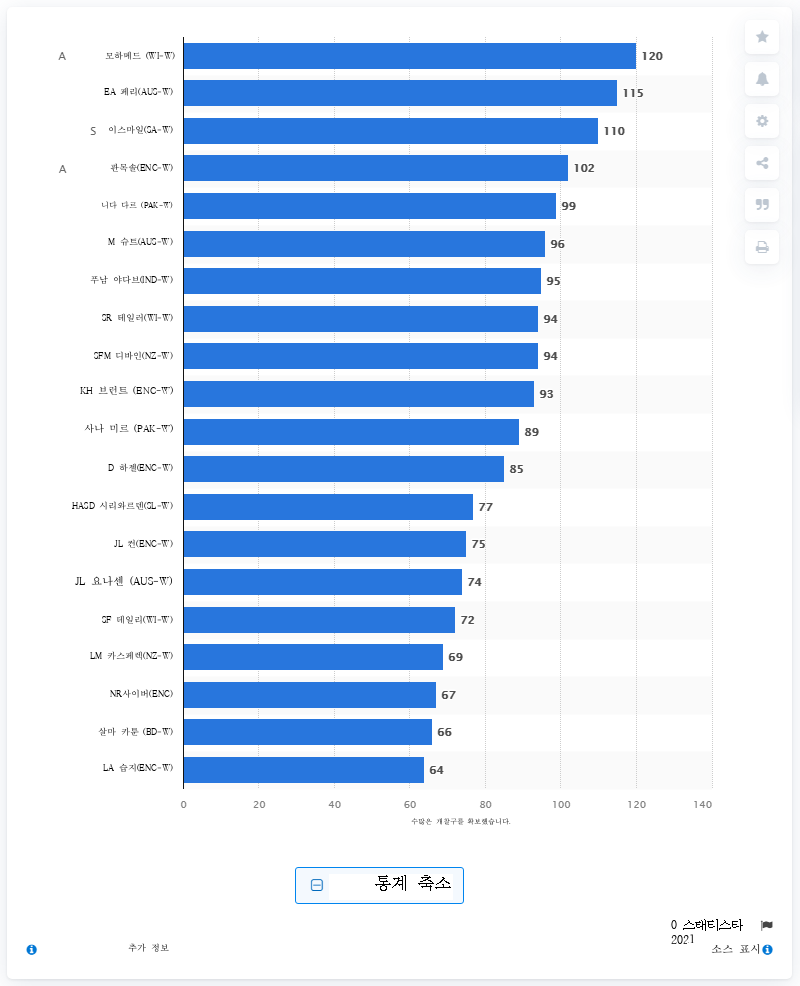 A 모하메드 (WI-W) 120
EA 페리(AUS-W) 115
S 이스마일(SA-W) 110
A 관목솔(ENG-W) 102
니다 다르 (PAK-W) 99
M 슈트(AUS-W) 96
푸남 야다브(IND-W) 95
SR 테일러(WI-W) 94
SFM 디바인(NZ-W) 94
KH 브런트 (ENG-W) 93
사나 미르 (PAK-W) 89
D 하젤(ENG-W) 85
HASD 시리와르덴(SL-W) 77
JL 건(ENG-W) 75
JL 요나센 (AUS-W) 74
SF 데일리(WI-W) 72
LM 카스페렉(NZ-W) 69
NR사이버(ENG) 67
살마 카툰 (BD-W) 66
LA 습지(ENG-W) 64
0 20 40 60 80 100 120 140
수많은 개찰구를 확보했습니다.
통계 축소
0 스태티스타
2021
추가 정보 소스 표시